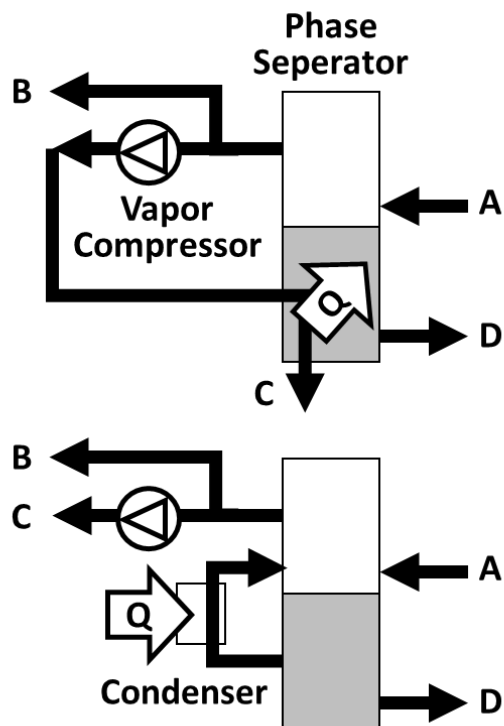 Phase
Seperator
B
A
Vapor
Compressor
Q
D
C
B
C
A
Q
Condenser
D